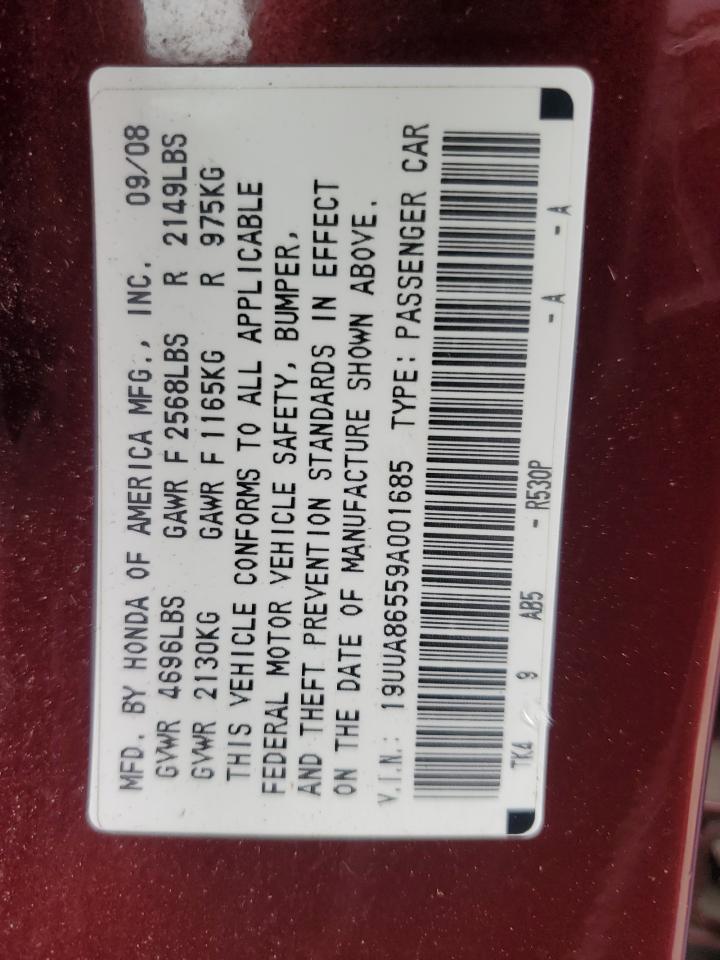 MFD. BY HONDA OF AMERICA MFG., INC. 09/08
GVWR 4696LBS GAWR F 2568LBS R 2149LBS
GVWR 2130KG GAWR F 1165KG R 975KG
THIS VEHICLE CONFORMS TO ALL APPLICABLE
FEDERAL MOTOR VEHICLE SAFETY, BUMPER,
AND THEFT PREVENTION STANDARDS IN EFFECT
ON THE DATE OF MANUFACTURE SHOWN ABOVE.
V.I.N.: 19UUA86559A001685 TYPE: PASSENGER CAR
TK4 9 AB5 - R530P - A - A